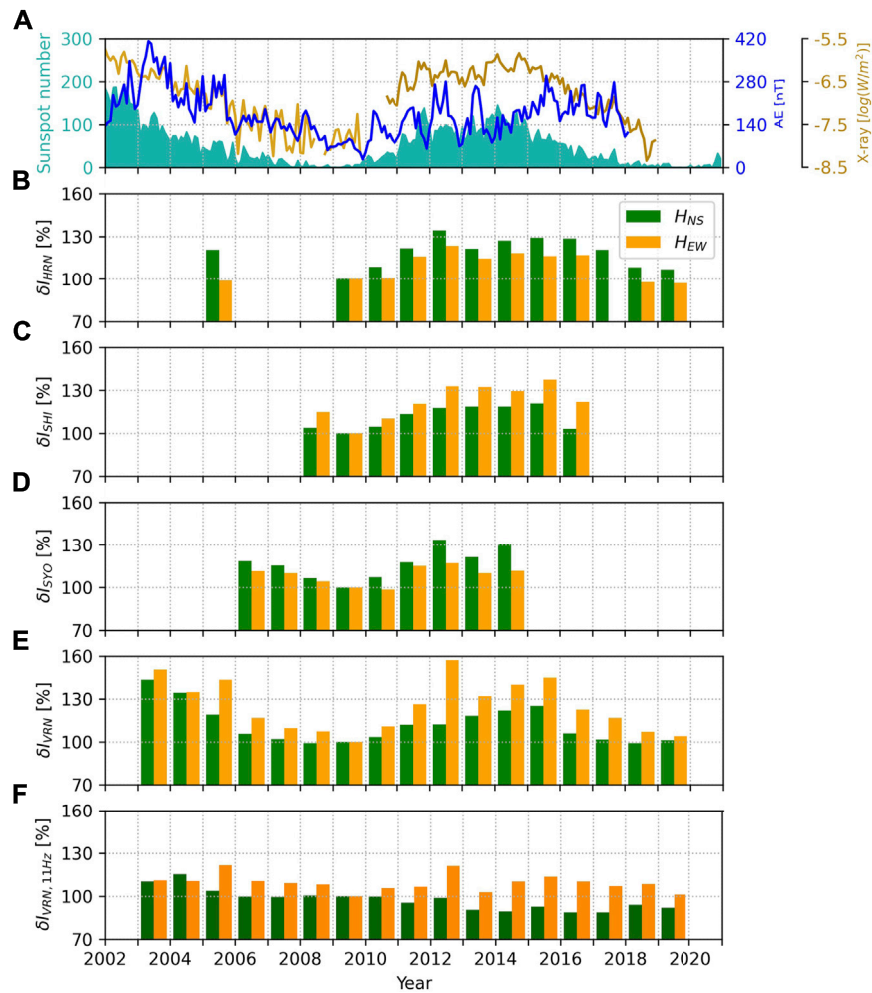 A
300
200
100
0
Sunspot number
420
280
140
0
AE [nT]
-5.5
-6.5
-7.5
-8.5
X-ray [log(W/m²)]
B
160
130
100
70
δI_HRN [%]
H_NS
H_EW
C
160
130
100
70
δI_SHI [%]
D
160
130
100
70
δI_SYO [%]
E
160
130
100
70
δI_VRN [%]
F
160
130
100
70
δI_VRN, 11Hz [%]
2002 2004 2006 2008 2010 2012 2014 2016 2018 2020
Year